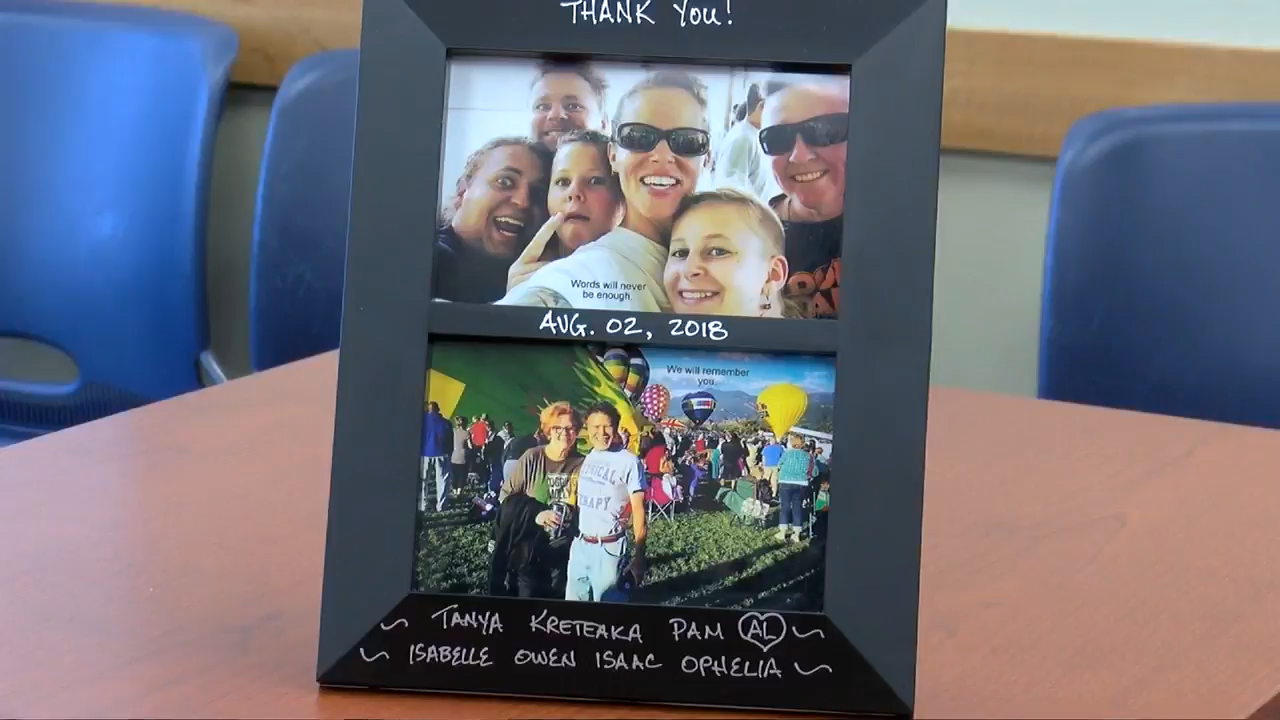 THANK YOU!
Words will never
be enough.
AUG. 02, 2018
We will remember
you.
~ TANYA KRETEAKA PAM AL ~
~ ISABELLE OWEN ISAAC OPHELIA ~